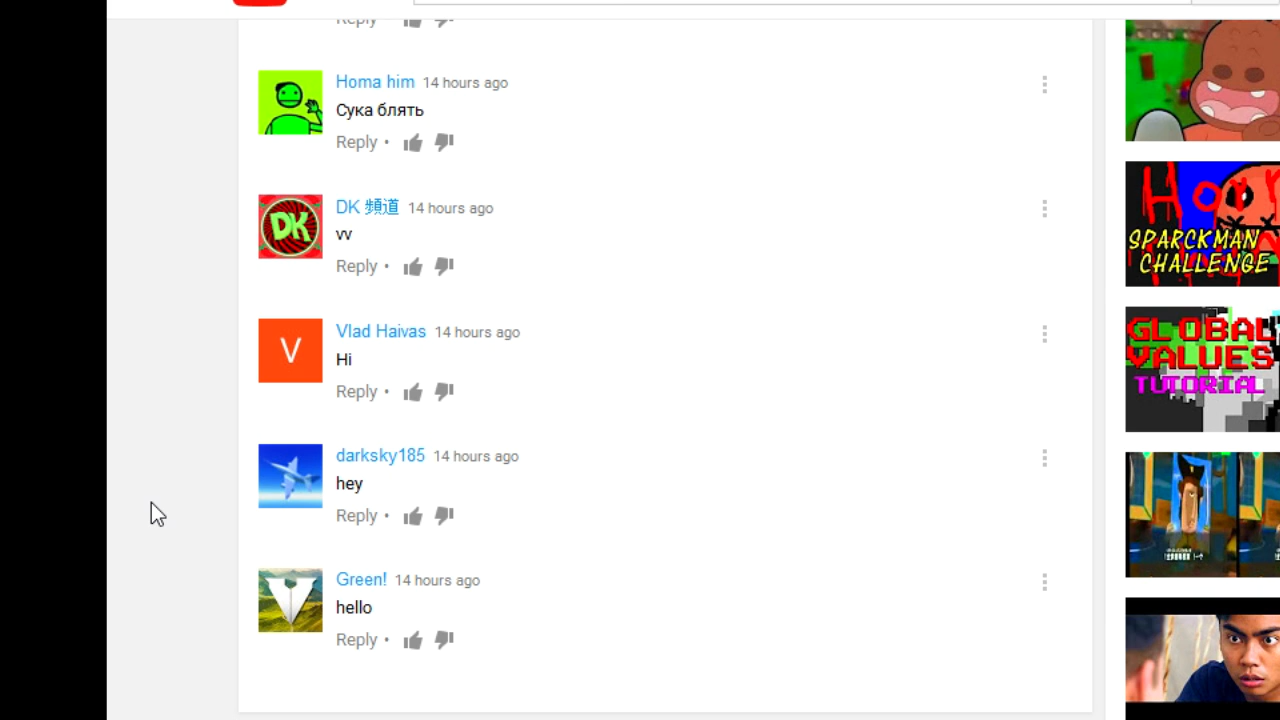 Reply
Homa him 14 hours ago
Сука блять
Reply •
DK 頻道 14 hours ago
vv
Reply •
V
Vlad Haivas 14 hours ago
Hi
Reply •
darksky185 14 hours ago
hey
Reply •
Green! 14 hours ago
hello
Reply •
DK
SPARCKMAN
CHALLENGE
GLOBAL
VALUES
TUTORIAL